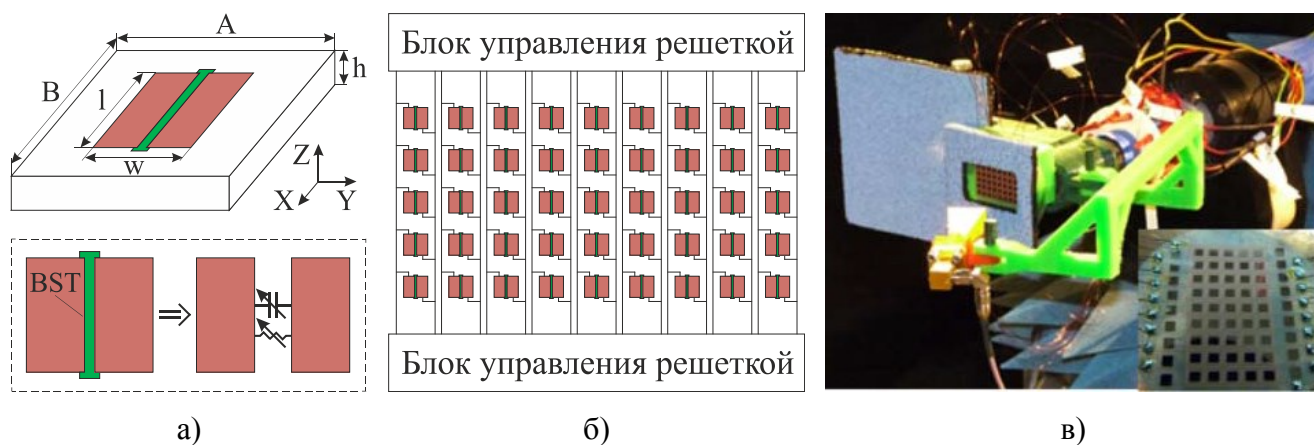 A
B
l
w
h
Z
X
Y
BST
а)
Блок управления решеткой
Блок управления решеткой
б)
в)